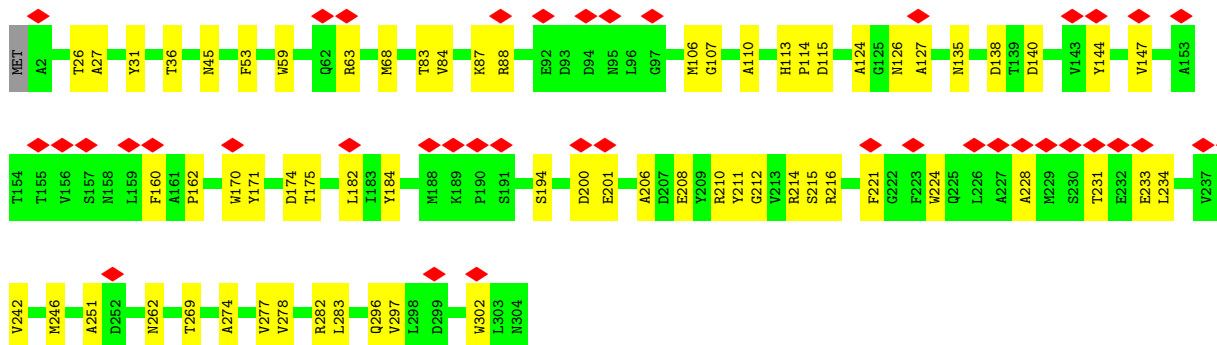 MET A2 T26 A27 Y31 T36 N45 F53 W59 Q62 R63 M68 T83 V84 K87 R88 E92 D93 D94 N95 L96 G97 M106 G107 A110 H113 P114 D115 A124 G125 N126 A127 N135 D138 T139 D140 V143 Y144 V147 A153
T154 T155 V156 S157 N158 L159 F160 A161 P162 W170 Y171 D174 T175 L182 I183 Y184 M188 K189 P190 S191 S194 D200 E201 A206 D207 E208 Y209 R210 Y211 G212 V213 R214 S215 R216 F221 G222 F223 W224 Q225 L226 A227 A228 M229 S230 T231 E232 E233 L234 V237
V242 M246 A251 D252 N262 T269 A274 V277 V278 R282 L283 Q296 V297 L298 D299 W302 L303 N304